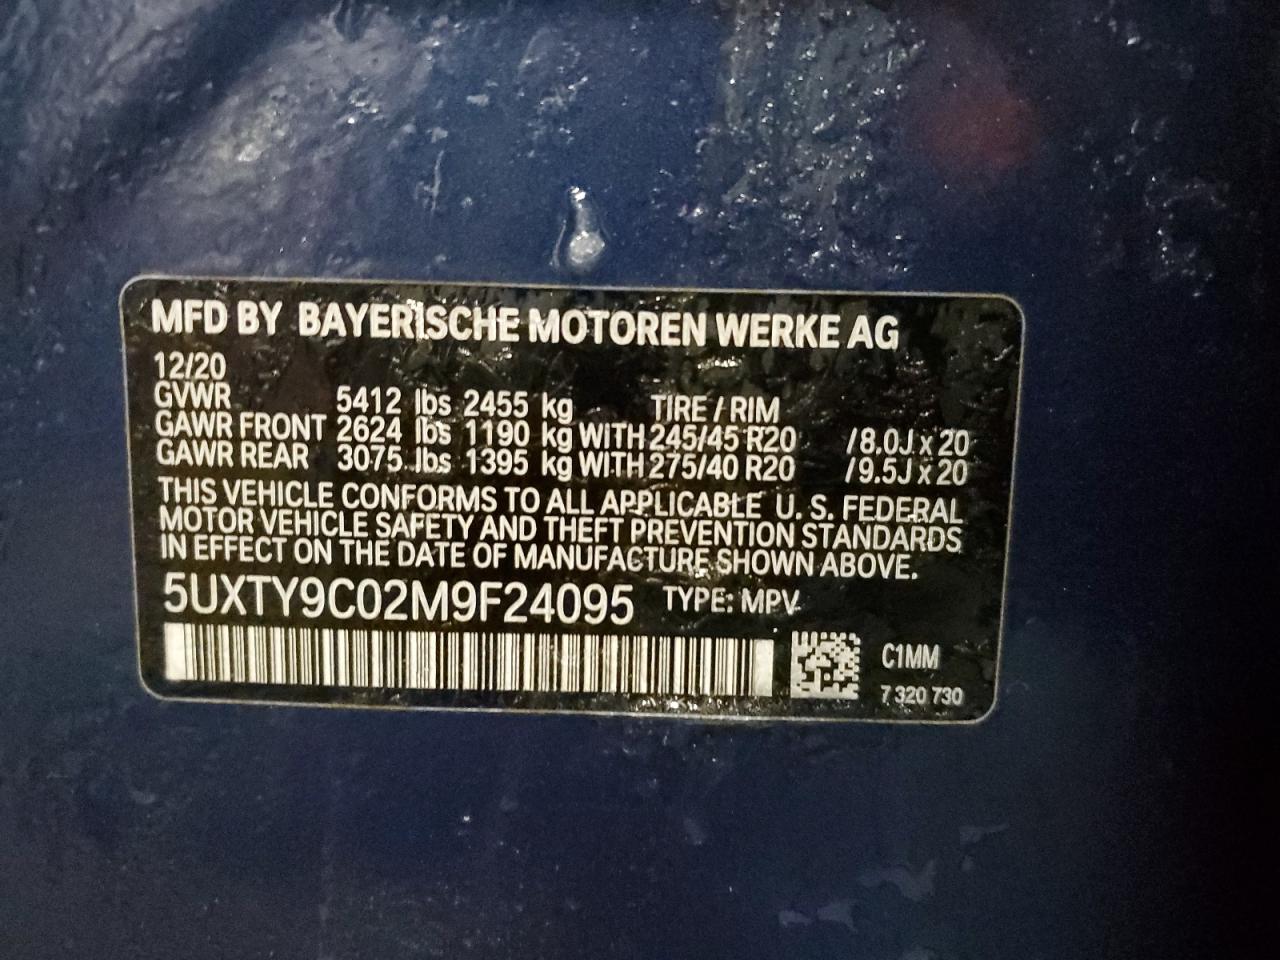 MFD BY BAYERISCHE MOTOREN WERKE AG
12/20
GVWR 5412 lbs 2455 kg TIRE / RIM
GAWR FRONT 2624 lbs 1190 kg WITH 245/45 R20 /8.0J x 20
GAWR REAR 3075 lbs 1395 kg WITH 275/40 R20 /9.5J x 20
THIS VEHICLE CONFORMS TO ALL APPLICABLE U. S. FEDERAL
MOTOR VEHICLE SAFETY AND THEFT PREVENTION STANDARDS
IN EFFECT ON THE DATE OF MANUFACTURE SHOWN ABOVE.
5UXTY9C02M9F24095 TYPE: MPV
C1MM
7 320 730